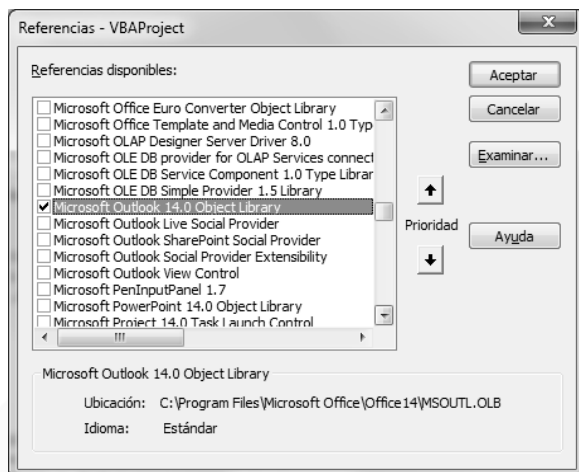 Referencias - VBAProject
Referencias disponibles:
Microsoft Office Euro Converter Object Library
Microsoft Office Template and Media Control 1.0 Typ
Microsoft OLAP Designer Server Driver 8.0
Microsoft OLE DB provider for OLAP Services connect
Microsoft OLE DB Service Component 1.0 Type Librar
Microsoft OLE DB Simple Provider 1.5 Library
Microsoft Outlook 14.0 Object Library
Microsoft Outlook Live Social Provider
Microsoft Outlook SharePoint Social Provider
Microsoft Outlook Social Provider Extensibility
Microsoft Outlook View Control
Microsoft PenInputPanel 1.7
Microsoft PowerPoint 14.0 Object Library
Microsoft Project 14.0 Task Launch Control
Prioridad
Aceptar
Cancelar
Examinar...
Ayuda
Microsoft Outlook 14.0 Object Library
Ubicación: C:\Program Files\Microsoft Office\Office14\MSOUTL.OLB
Idioma: Estándar